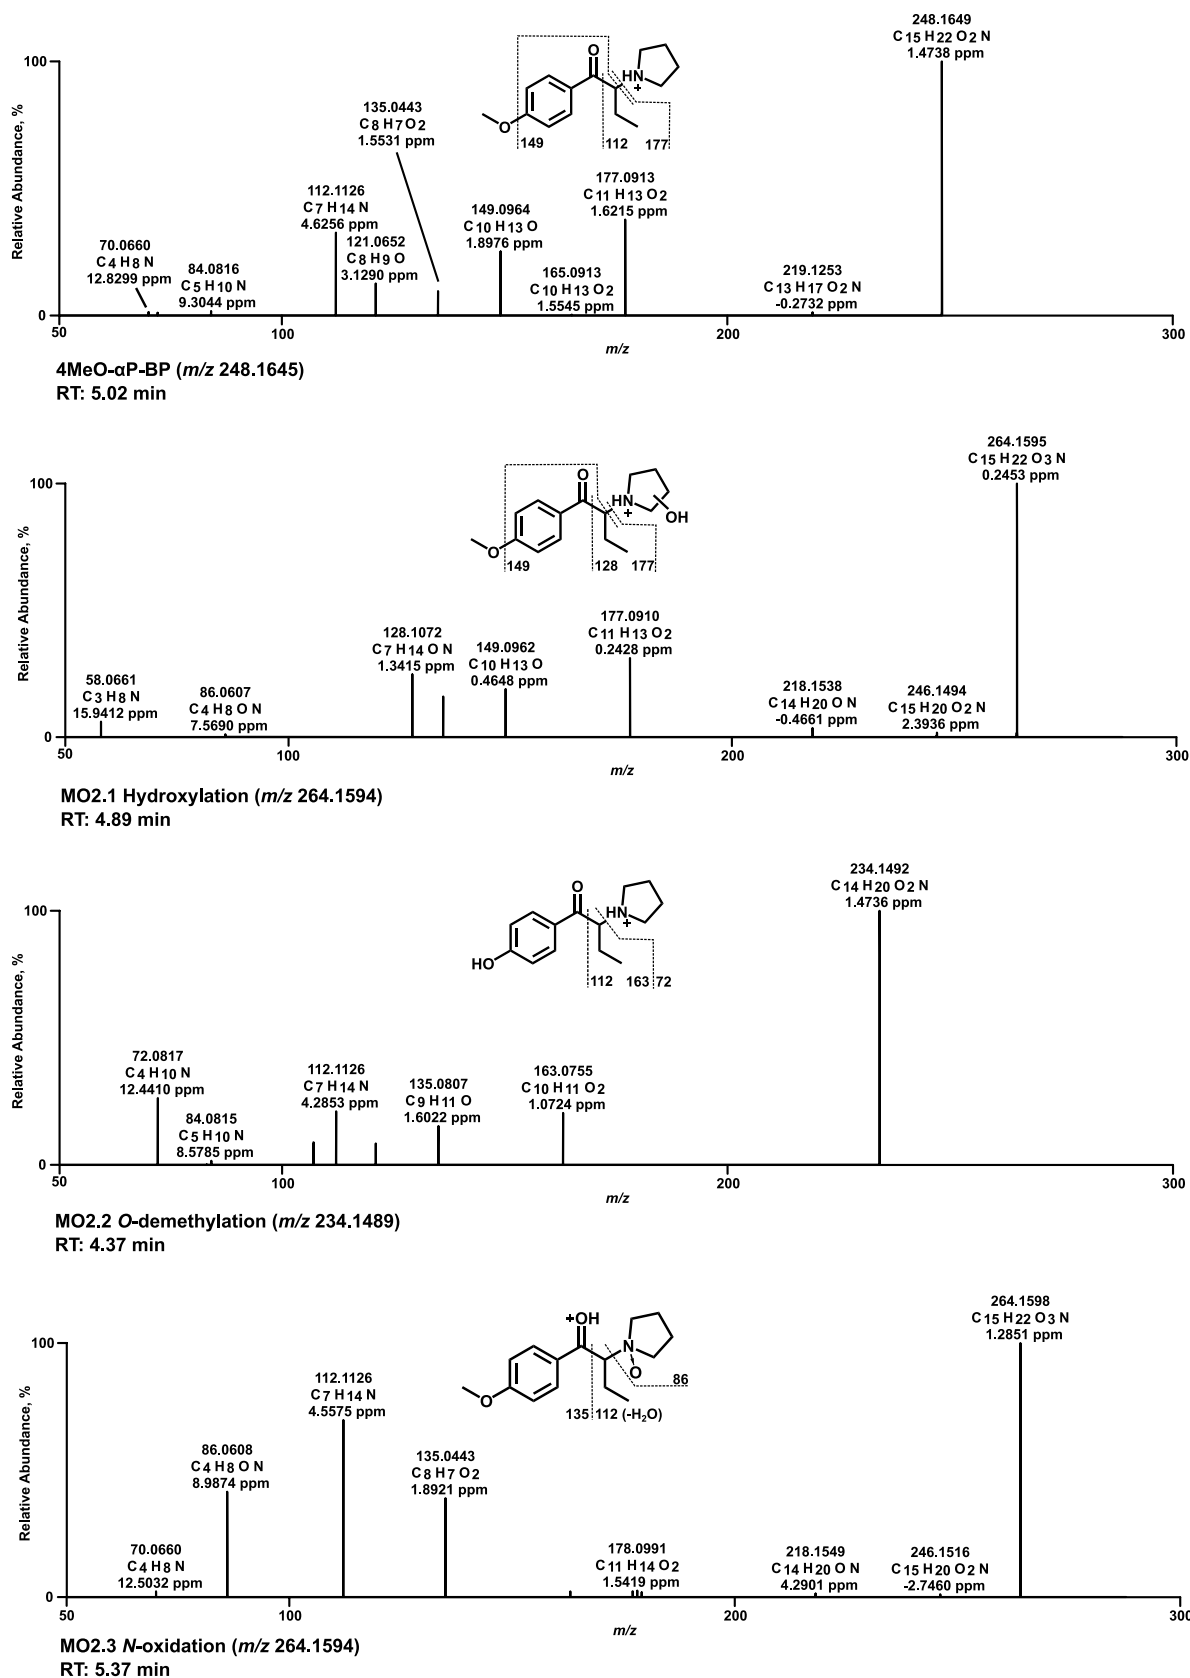 248.1649
C 15 H 22 O 2 N
1.4738 ppm
100
O
HN
+
O
149
112
177
135.0443
C 8 H 7 O 2
1.5531 ppm
177.0913
C 11 H 13 O 2
1.6215 ppm
112.1126
C 7 H 14 N
4.6256 ppm
149.0964
C 10 H 13 O
1.8976 ppm
70.0660
C 4 H 8 N
12.8299 ppm
84.0816
C 5 H 10 N
9.3044 ppm
121.0652
C 8 H 9 O
3.1290 ppm
165.0913
C 10 H 13 O 2
1.5545 ppm
219.1253
C 13 H 17 O 2 N
-0.2732 ppm
Relative Abundance, %
0
50
100
200
300
m/z
4MeO-αP-BP (m/z 248.1645)
RT: 5.02 min
264.1595
C 15 H 22 O 3 N
0.2453 ppm
100
O
HN
+
OH
O
149
128
177
177.0910
C 11 H 13 O 2
0.2428 ppm
128.1072
C 7 H 14 O N
1.3415 ppm
149.0962
C 10 H 13 O
0.4648 ppm
58.0661
C 3 H 8 N
15.9412 ppm
86.0607
C 4 H 8 O N
7.5690 ppm
218.1538
C 14 H 20 O N
-0.4661 ppm
246.1494
C 15 H 20 O 2 N
2.3936 ppm
Relative Abundance, %
0
50
100
200
300
m/z
MO2.1 Hydroxylation (m/z 264.1594)
RT: 4.89 min
234.1492
C 14 H 20 O 2 N
1.4736 ppm
100
O
HN
+
HO
112
163
72
72.0817
C 4 H 10 N
12.4410 ppm
112.1126
C 7 H 14 N
4.2853 ppm
135.0807
C 9 H 11 O
1.6022 ppm
163.0755
C 10 H 11 O 2
1.0724 ppm
84.0815
C 5 H 10 N
8.5785 ppm
Relative Abundance, %
0
50
100
200
300
m/z
MO2.2 O-demethylation (m/z 234.1489)
RT: 4.37 min
264.1598
C 15 H 22 O 3 N
1.2851 ppm
100
+OH
N
O
O
86
135
112 (-H₂O)
112.1126
C 7 H 14 N
4.5575 ppm
86.0608
C 4 H 8 O N
8.9874 ppm
135.0443
C 8 H 7 O 2
1.8921 ppm
70.0660
C 4 H 8 N
12.5032 ppm
178.0991
C 11 H 14 O 2
1.5419 ppm
218.1549
C 14 H 20 O N
4.2901 ppm
246.1516
C 15 H 20 O 2 N
-2.7460 ppm
Relative Abundance, %
0
50
100
200
300
m/z
MO2.3 N-oxidation (m/z 264.1594)
RT: 5.37 min